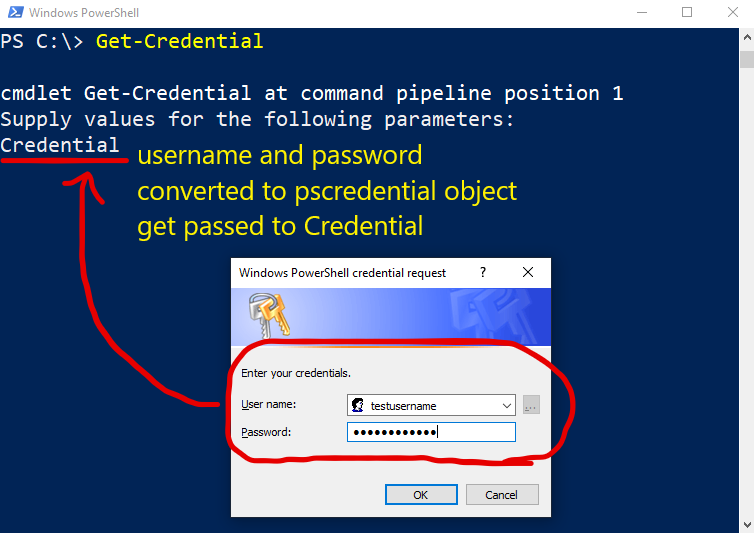 Windows PowerShell
PS C:\> Get-Credential
cmdlet Get-Credential at command pipeline position 1
Supply values for the following parameters:
Credential
username and password
converted to pscredential object
get passed to Credential
Windows PowerShell credential request
?
Enter your credentials.
User name:
testusername
...
Password:
●●●●●●●●●●●●
OK
Cancel